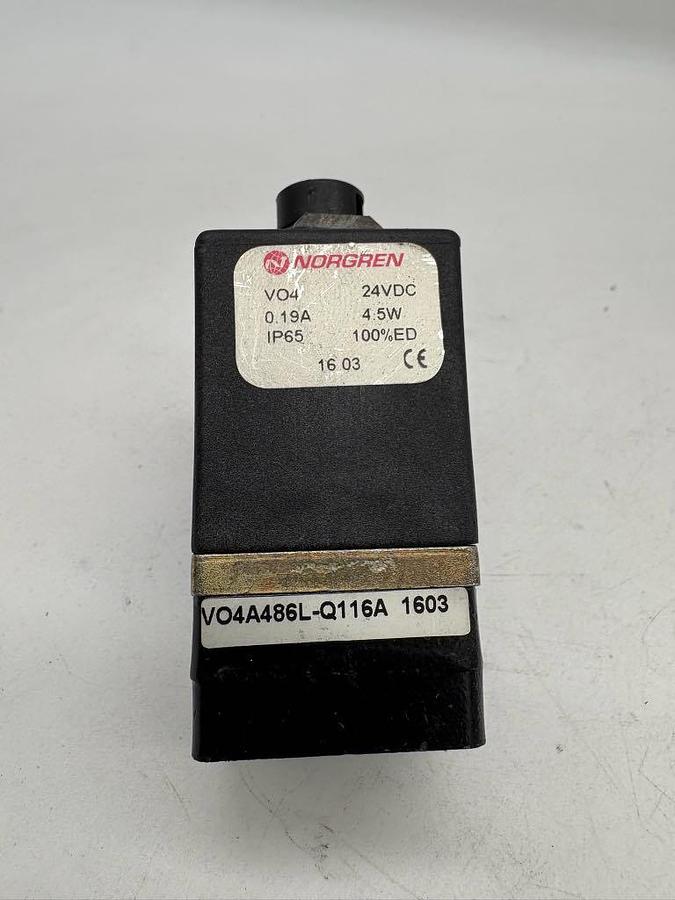 NORGREN
VO4 24VDC
0.19A 4.5W
IP65 100%ED
16 03 CE
VO4A486L-Q116A 1603